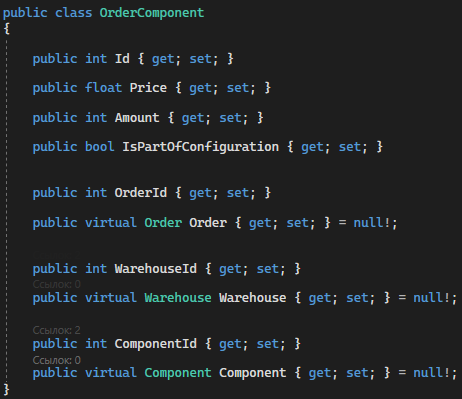 public class OrderComponent
{
public int Id { get; set; }
public float Price { get; set; }
public int Amount { get; set; }
public bool IsPartOfConfiguration { get; set; }
public int OrderId { get; set; }
public virtual Order Order { get; set; } = null!;
public int WarehouseId { get; set; }
Ссылок: 0
public virtual Warehouse Warehouse { get; set; } = null!;
Ссылок: 2
public int ComponentId { get; set; }
Ссылок: 0
public virtual Component Component { get; set; } = null!;
}